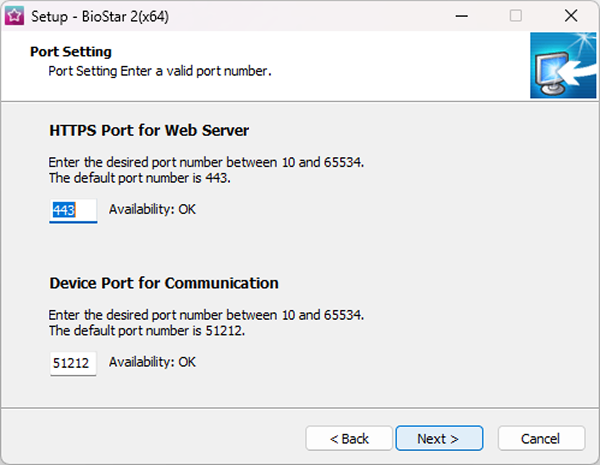 Setup - BioStar 2(x64)
Port Setting
Port Setting Enter a valid port number.
HTTPS Port for Web Server
Enter the desired port number between 10 and 65534.
The default port number is 443.
443 Availability: OK
Device Port for Communication
Enter the desired port number between 10 and 65534.
The default port number is 51212.
51212 Availability: OK
< Back Next > Cancel